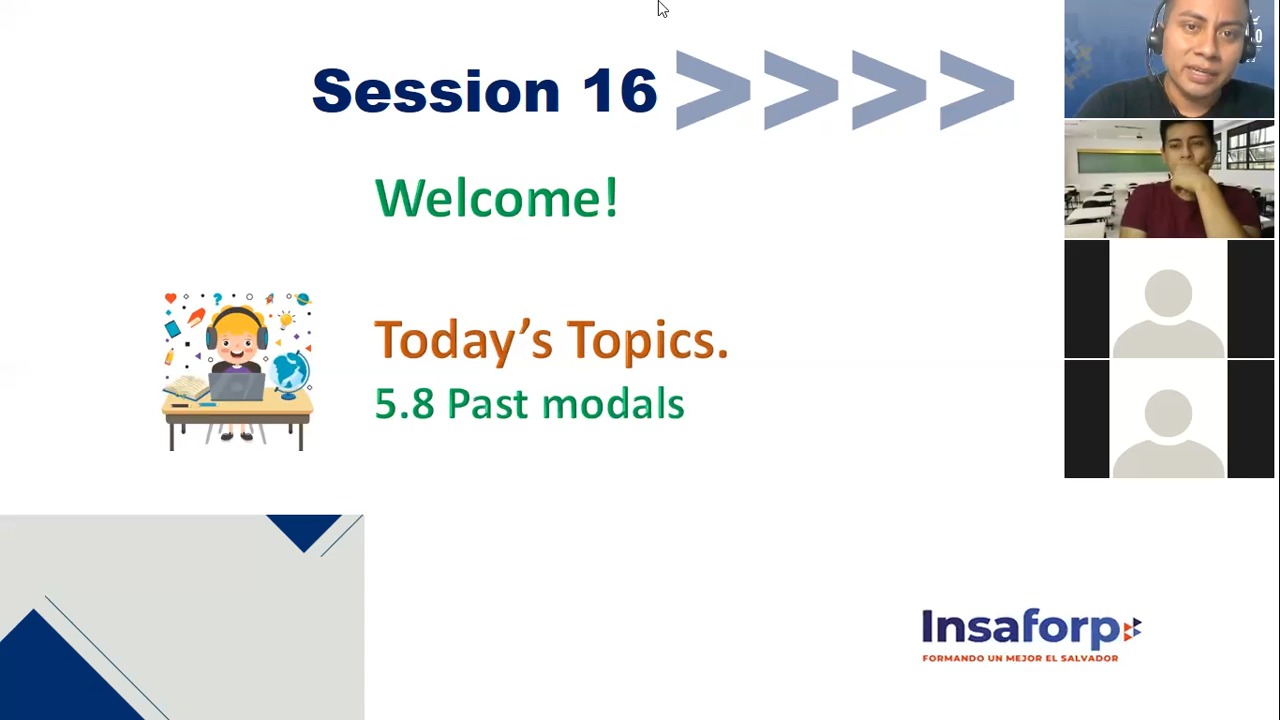 Session 16 >>>>
Welcome!
Today's Topics.
5.8 Past modals
Insaforp
FORMANDO UN MEJOR EL SALVADOR